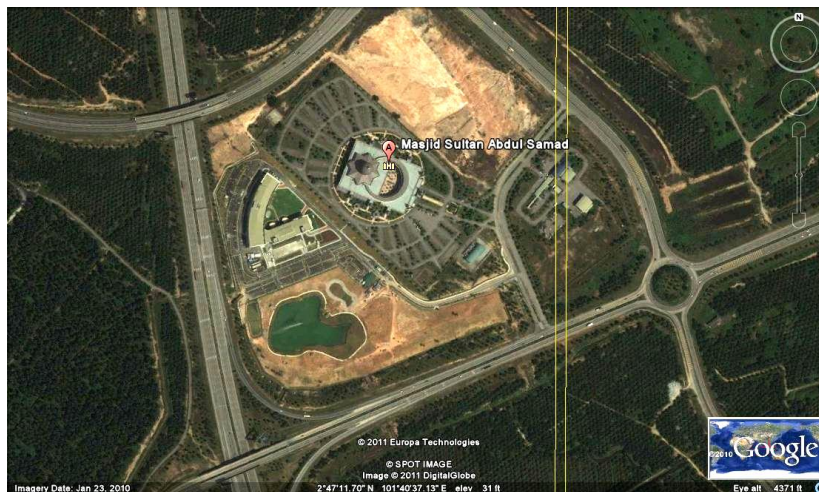 N
A
Masjid Sultan Abdul Samad
© 2011 Europa Technologies
© SPOT IMAGE
Image © 2011 DigitalGlobe
©2010 Google
Imagery Date: Jan 23, 2010 2°47'11.70" N 101°40'37.13" E elev 31 ft Eye alt 4371 ft